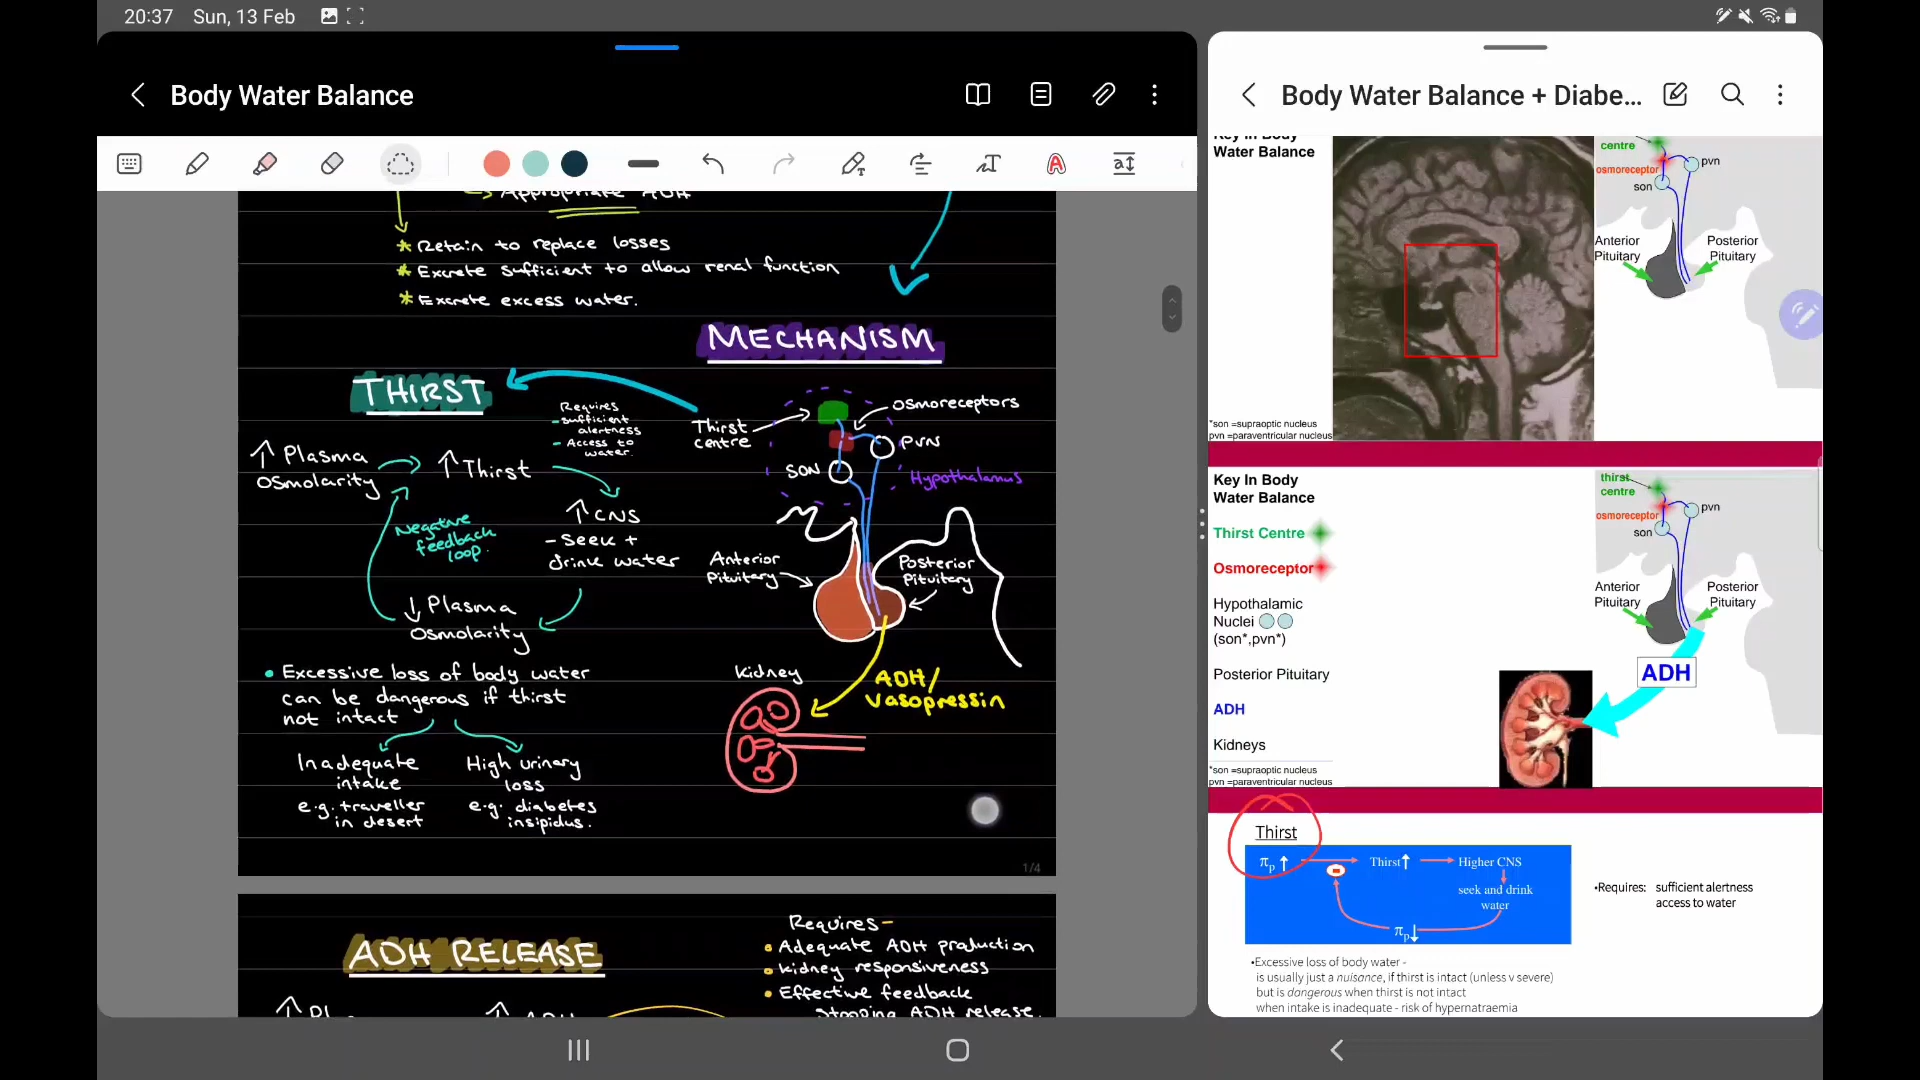 20:37 Sun, 13 Feb
Body Water Balance
Appropriate ADH
* Retain to replace losses
* Excrete sufficient to allow renal function
* Excrete excess water.
MECHANISM
THIRST
Requires
- sufficient
alertness
- Access to
water.
↑ Plasma
osmolarity
↑ Thirst
Negative
feedback
loop.
↑ CNS
- Seek +
drink water
↓ Plasma
osmolarity
• Excessive loss of body water
can be dangerous if thirst
not intact
Inadequate
intake
e.g. traveller
in desert
High urinary
loss
e.g. diabetes
insipidus.
Thirst
centre
osmoreceptors
PVN
SON
Hypothalamus
Anterior
Pituitary
Posterior
Pituitary
Kidney
ADH/
vasopressin
1/4
ADH RELEASE
Requires -
• Adequate ADH production
• kidney responsiveness
• Effective feedback
stopping ADH release.
Body Water Balance + Diabe...
Key In Body
Water Balance
centre
osmoreceptor
pvn
son
Anterior
Pituitary
Posterior
Pituitary
*son =supraoptic nucleus
pvn =paraventricular nucleus
Key In Body
Water Balance
Thirst Centre
Osmoreceptor
Hypothalamic
Nuclei
(son*,pvn*)
Posterior Pituitary
ADH
Kidneys
*son =supraoptic nucleus
pvn =paraventricular nucleus
thirst
centre
osmoreceptor
pvn
son
Anterior
Pituitary
Posterior
Pituitary
ADH
Thirst
πp ↑
Thirst↑
Higher CNS
seek and drink
water
πp↓
•Requires: sufficient alertness
access to water
•Excessive loss of body water -
is usually just a nuisance, if thirst is intact (unless v severe)
but is dangerous when thirst is not intact
when intake is inadequate - risk of hypernatraemia